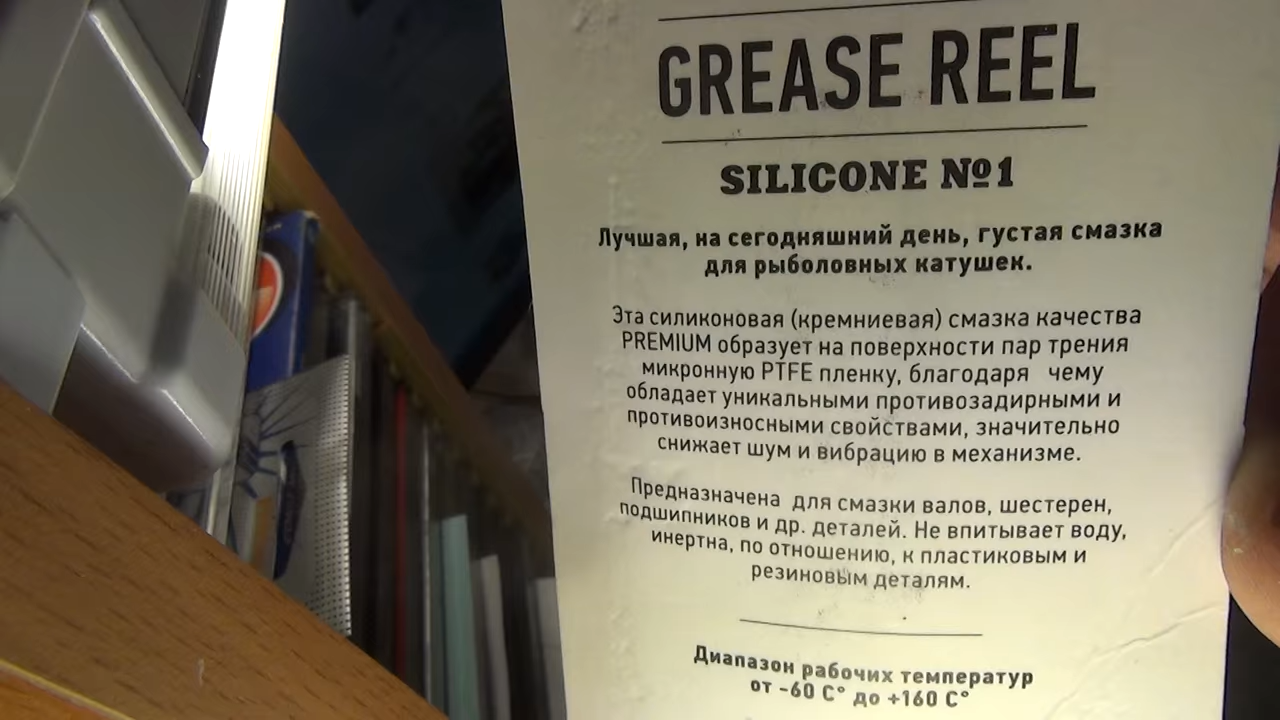 GREASE REEL
SILICONE №1
Лучшая, на сегодняшний день, густая смазка
для рыболовных катушек.
Эта силиконовая (кремниевая) смазка качества
PREMIUM образует на поверхности пар трения
микронную PTFE пленку, благодаря чему
обладает уникальными противозадирными и
противоизносными свойствами, значительно
снижает шум и вибрацию в механизме.
Предназначена для смазки валов, шестерен,
подшипников и др. деталей. Не впитывает воду,
инертна, по отношению, к пластиковым и
резиновым деталям.
Диапазон рабочих температур
от -60 C° до +160 C°